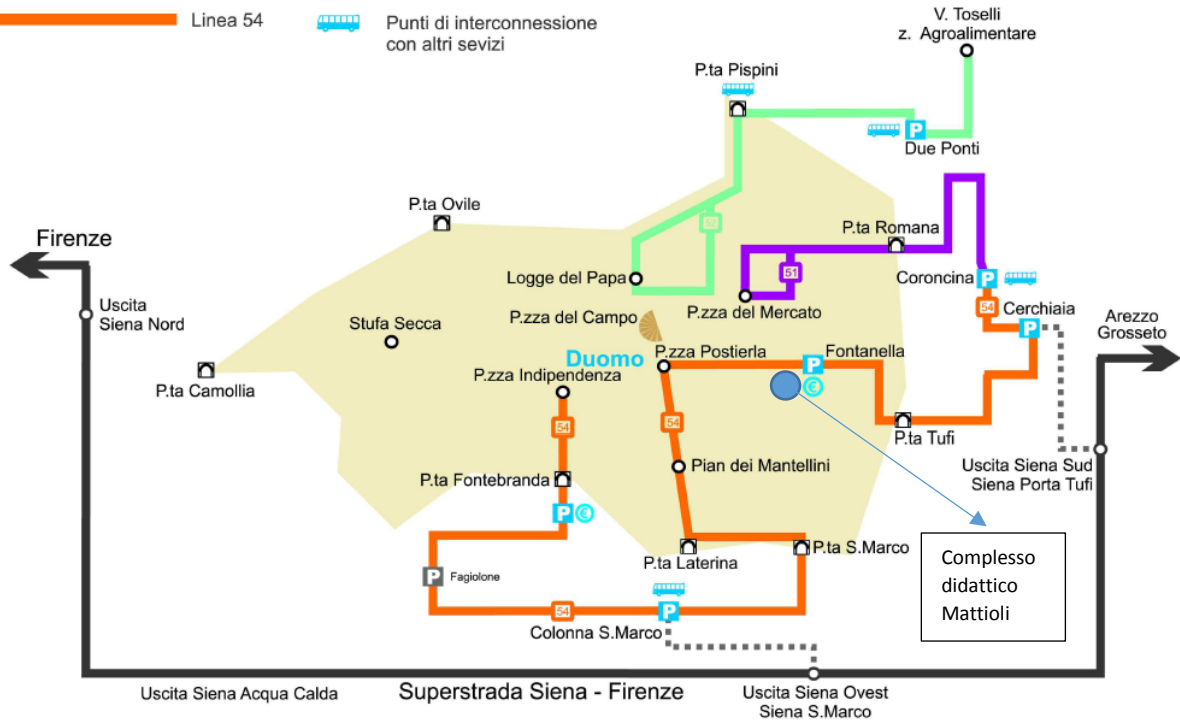 Linea 54
Punti di interconnessione
con altri sevizi
V. Toselli
z. Agroalimentare
P.ta Pispini
P
Due Ponti
P.ta Ovile
P.ta Romana
Firenze
Logge del Papa
51
Coroncina
P
54
Cerchiaia
P
Uscita
Siena Nord
Stufa Secca
P.zza del Campo
P.zza del Mercato
Arezzo
Grosseto
Duomo
P.zza Postierla
P
Fontanella
€
P.ta Camollia
P.zza Indipendenza
54
54
P.ta Tufi
Pian dei Mantellini
Uscita Siena Sud
Siena Porta Tufi
P.ta Fontebranda
P
€
P.ta Laterina
P.ta S.Marco
Complesso
didattico
Mattioli
P
Fagiolone
54
P
Colonna S.Marco
Uscita Siena Acqua Calda
Superstrada Siena - Firenze
Uscita Siena Ovest
Siena S.Marco